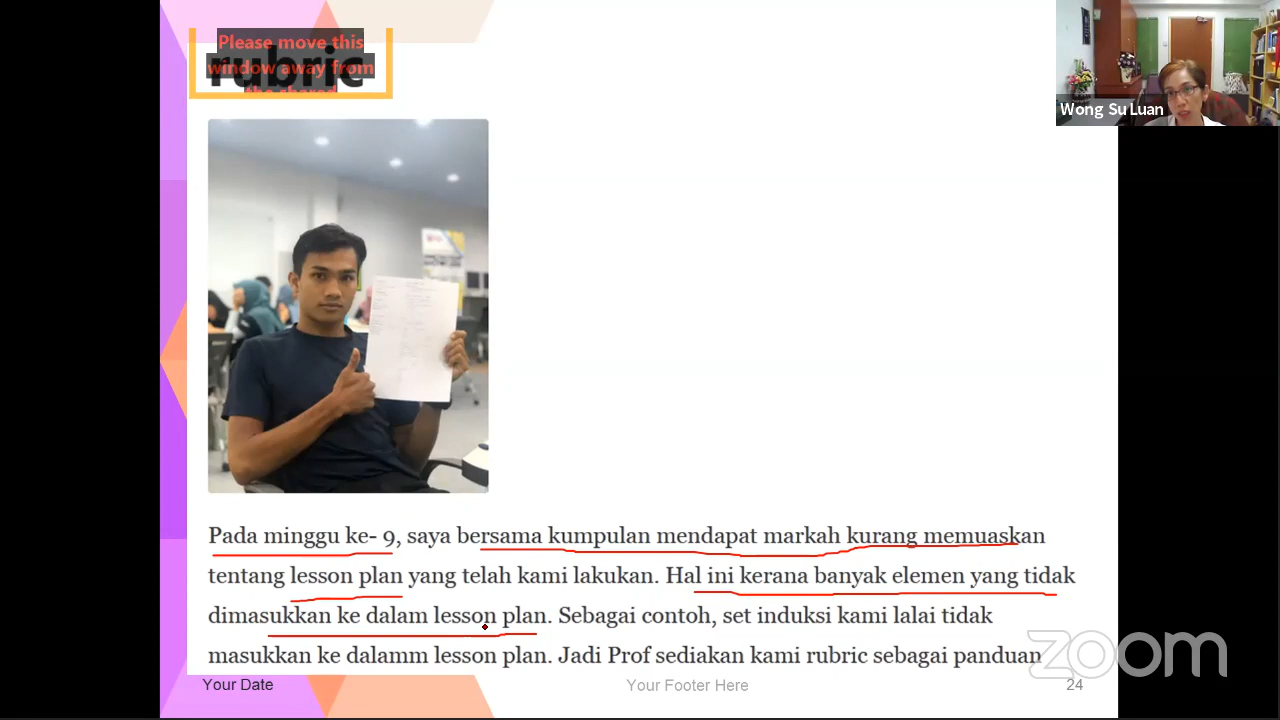 Please move this
window away from
the shared
rubric
Wong Su Luan
Pada minggu ke- 9, saya bersama kumpulan mendapat markah kurang memuaskan
tentang lesson plan yang telah kami lakukan. Hal ini kerana banyak elemen yang tidak
dimasukkan ke dalam lesson plan. Sebagai contoh, set induksi kami lalai tidak
masukkan ke dalamm lesson plan. Jadi Prof sediakan kami rubric sebagai panduan
zoom
Your Date
Your Footer Here
24